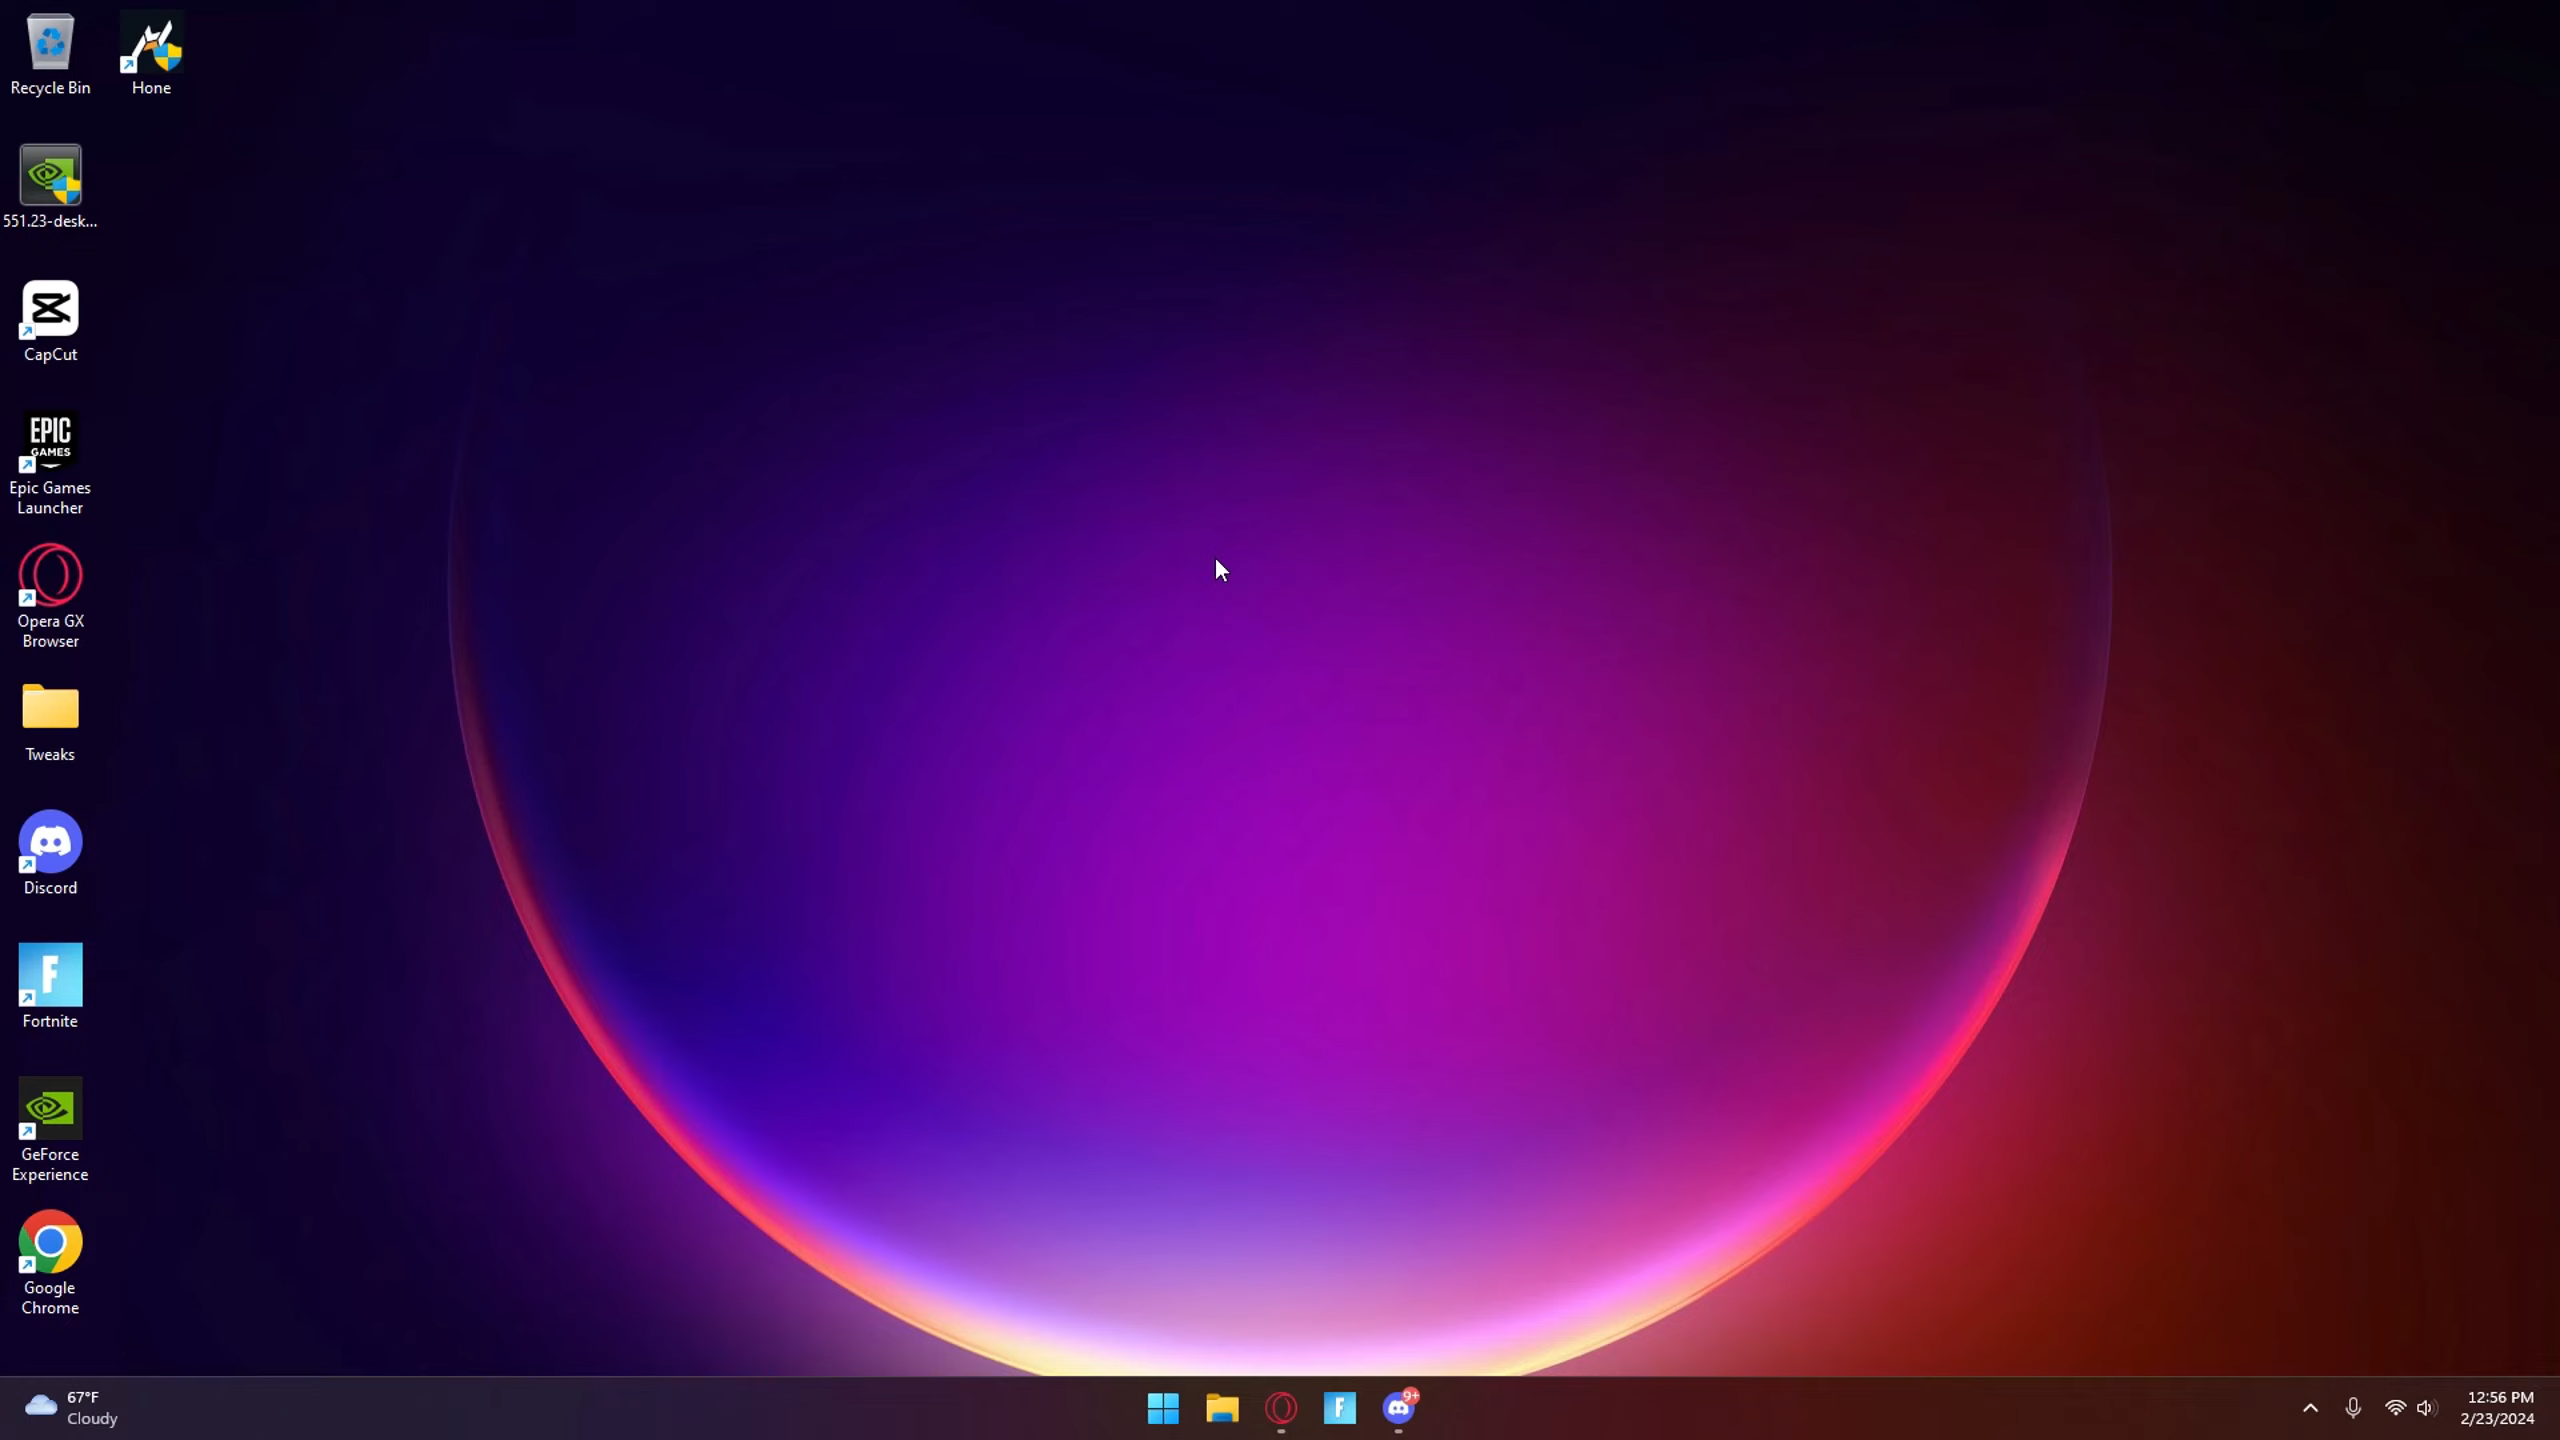 Recycle Bin
Hone
551.23-desk...
CapCut
EPIC
GAMES
Epic Games
Launcher
Opera GX
Browser
Tweaks
Discord
F
Fortnite
GeForce
Experience
Google
Chrome
67°F
Cloudy
F
9+
12:56 PM
2/23/2024